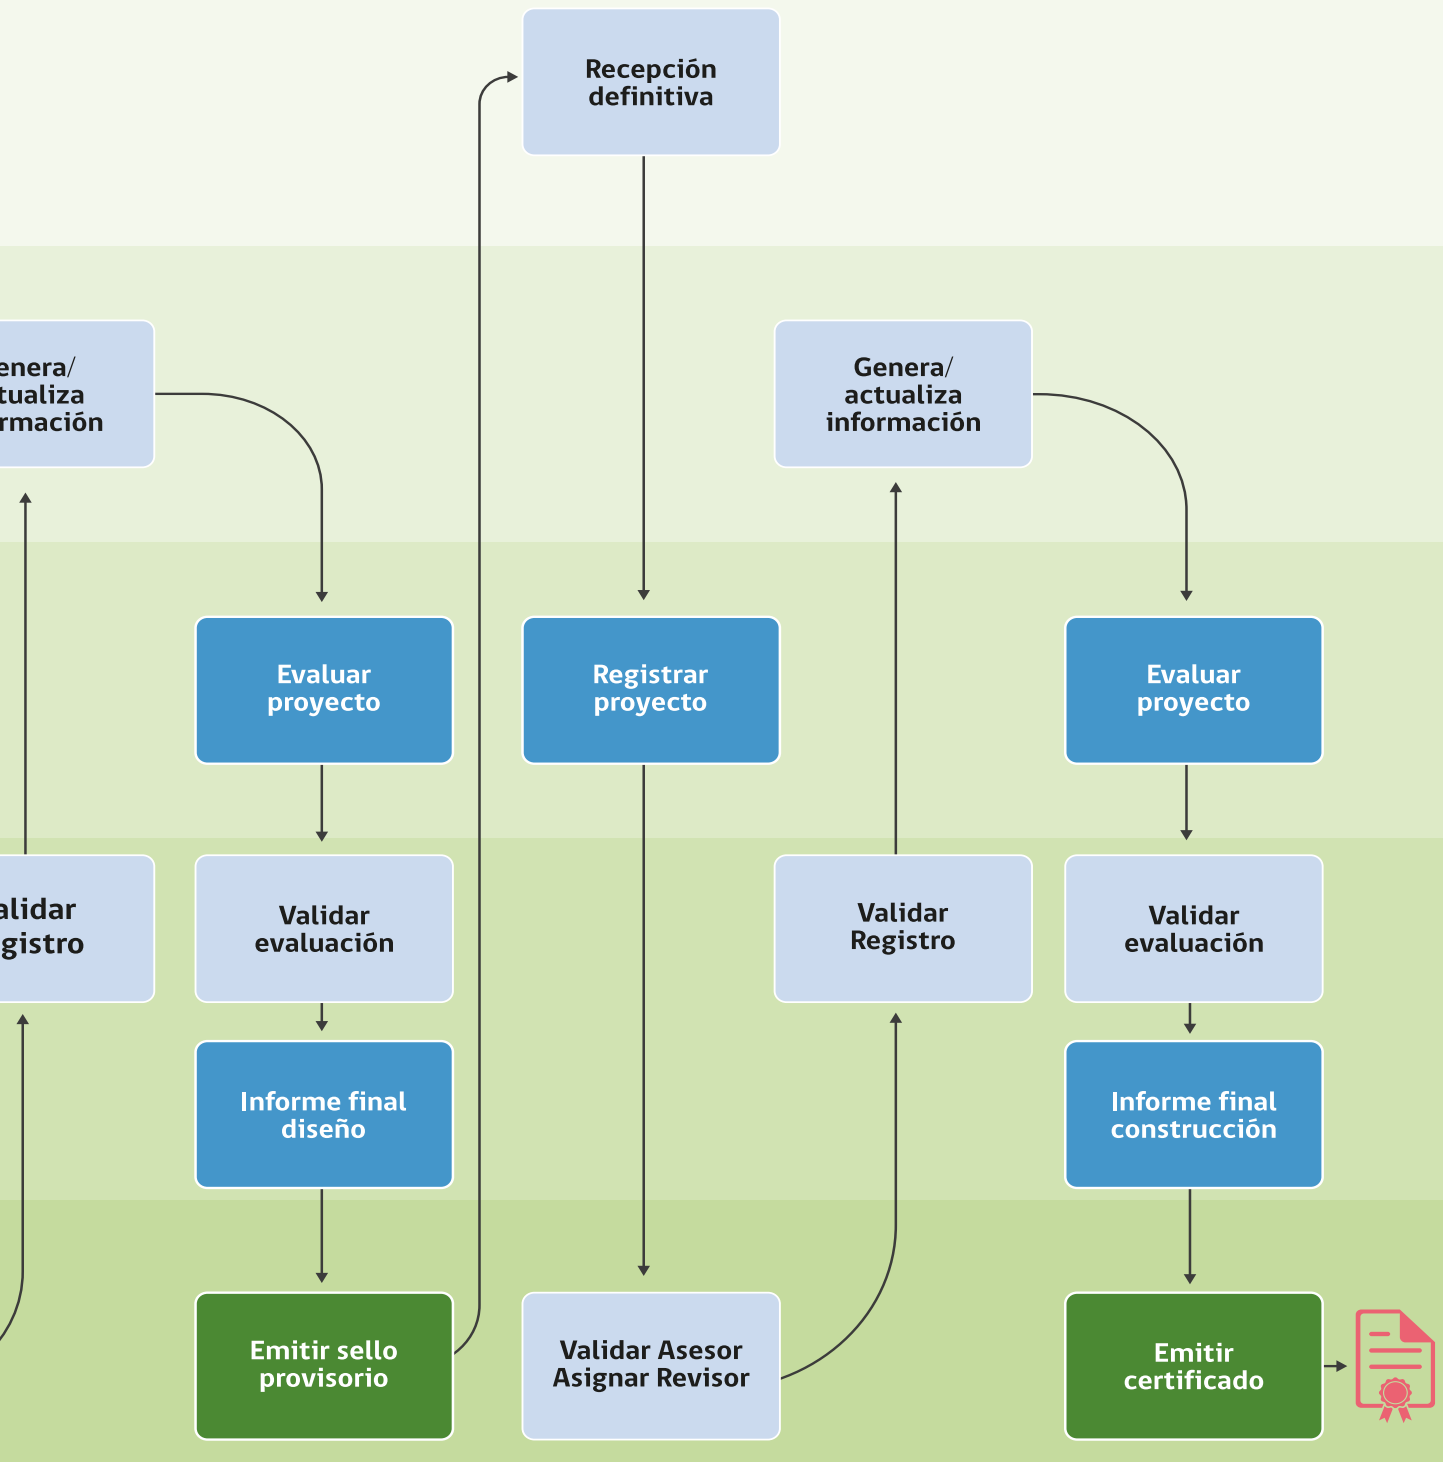 Recepción
definitiva
enera/
tualiza
rmación
Genera/
actualiza
información
Evaluar
proyecto
Registrar
proyecto
Evaluar
proyecto
alidar
gistro
Validar
evaluación
Validar
Registro
Validar
evaluación
Informe final
diseño
Informe final
construcción
Emitir sello
provisorio
Validar Asesor
Asignar Revisor
Emitir
certificado